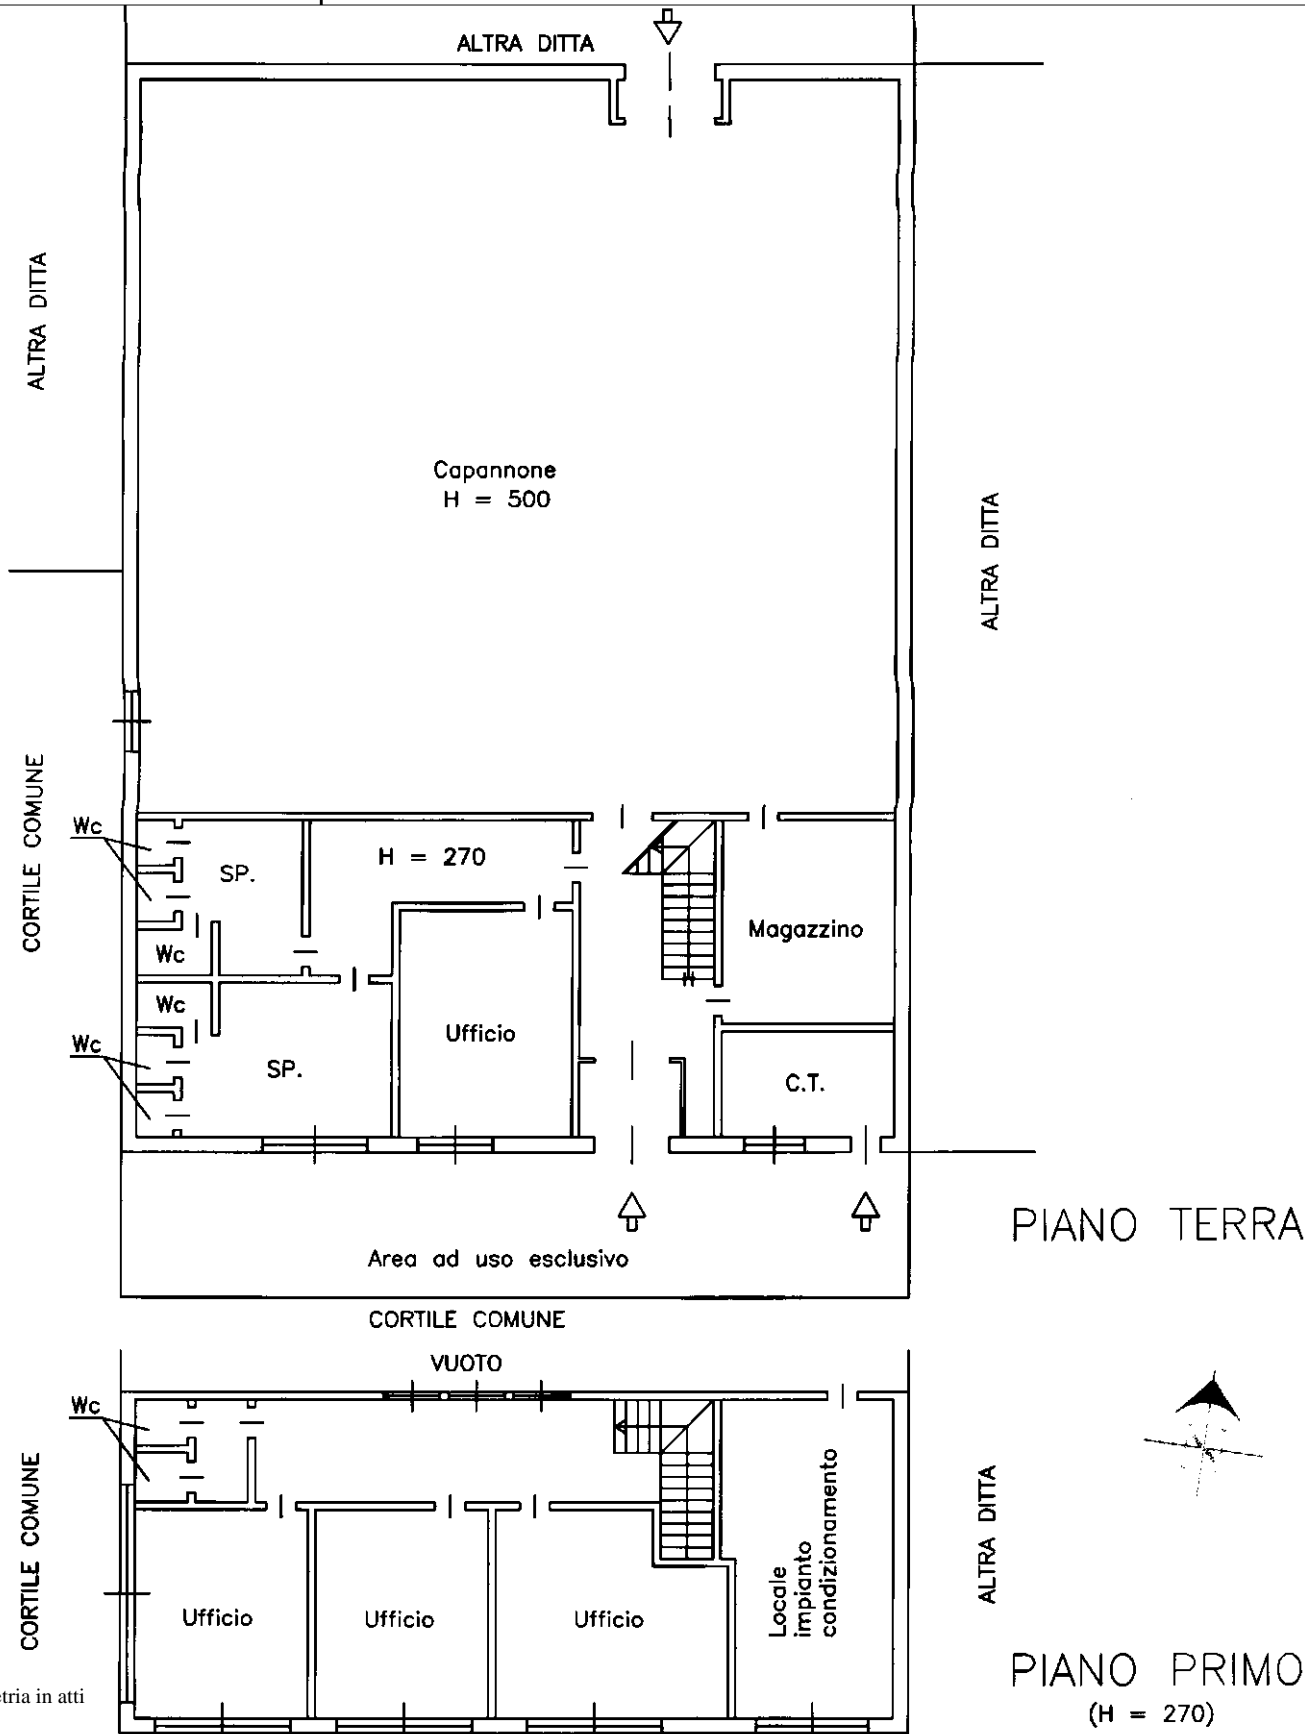 ALTRA DITTA
ALTRA DITTA
Capannone
H = 500
ALTRA DITTA
CORTILE COMUNE
Wc
SP.
H = 270
Magazzino
Wc
Wc
Ufficio
Wc
SP.
C.T.
PIANO TERRA
Area ad uso esclusivo
CORTILE COMUNE
VUOTO
Wc
CORTILE COMUNE
Ufficio
Ufficio
Ufficio
Locale
impianto
condizionamento
ALTRA DITTA
PIANO PRIMO
(H = 270)
in atti